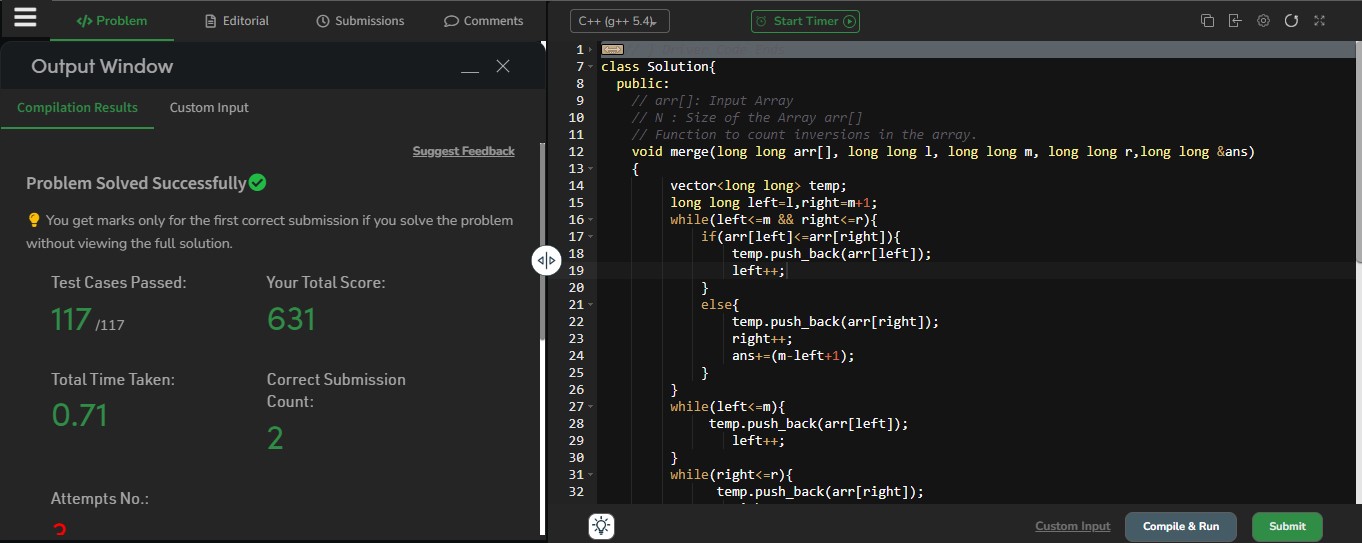 Problem
Editorial
Submissions
Comments
Output Window
Compilation Results
Custom Input
Suggest Feedback
Problem Solved Successfully
You get marks only for the first correct submission if you solve the problem
without viewing the full solution.
Test Cases Passed:
117 /117
Your Total Score:
631
Total Time Taken:
0.71
Correct Submission
Count:
2
Attempts No.:
C++ (g++ 5.4)
Start Timer
1
7 class Solution{
8 public:
9 // arr[]: Input Array
10 // N : Size of the Array arr[]
11 // Function to count inversions in the array.
12 void merge(long long arr[], long long l, long long m, long long r,long long &ans)
13 {
14 vector<long long> temp;
15 long long left=l,right=m+1;
16 while(left<=m && right<=r){
17 if(arr[left]<=arr[right]){
18 temp.push_back(arr[left]);
19 left++;
20 }
21 else{
22 temp.push_back(arr[right]);
23 right++;
24 ans+=(m-left+1);
25 }
26 }
27 while(left<=m){
28 temp.push_back(arr[left]);
29 left++;
30 }
31 while(right<=r){
32 temp.push_back(arr[right]);
Custom Input
Compile & Run
Submit